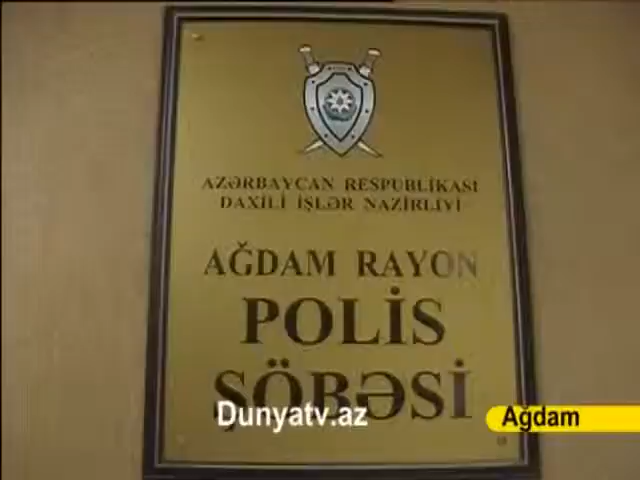 AZƏRBAYCAN RESPUBLİKASI
DAXİLİ İŞLƏR NAZİRLİYİ
AĞDAM RAYON
POLİS
ŞÖBƏSİ
Dunyatv.az
Ağdam